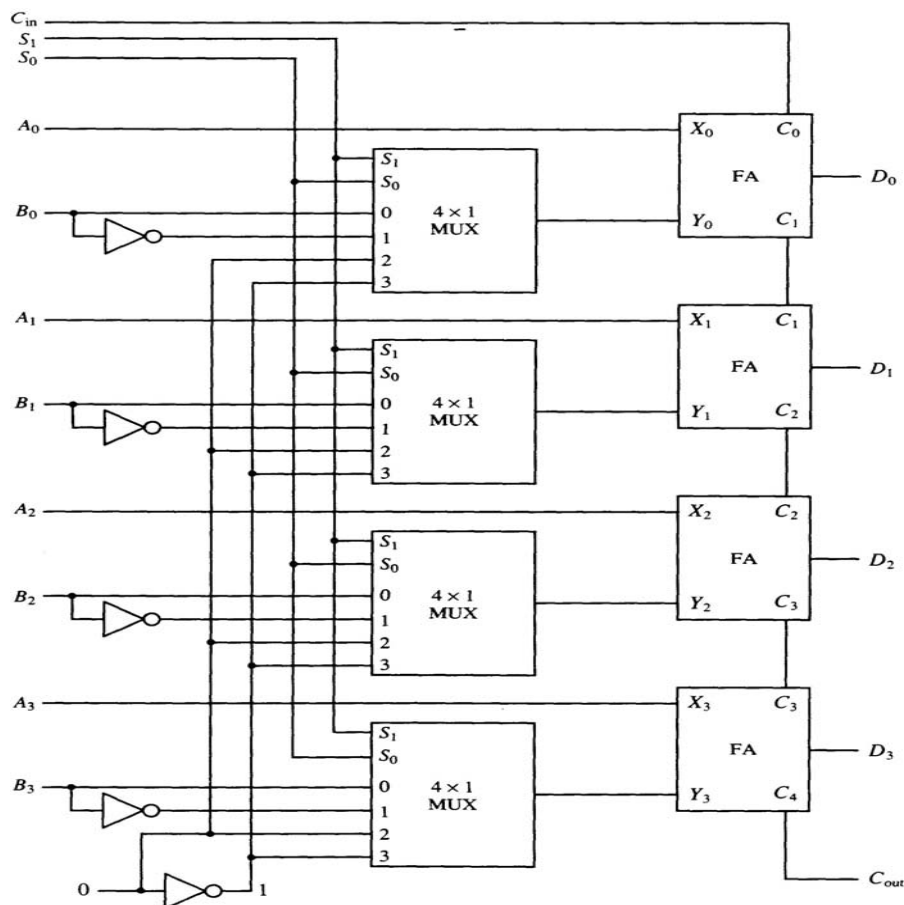 C_in
S_1
S_0
A_0 X_0 C_0
S_1
S_0 FA D_0
B_0 0 4 × 1
1 MUX Y_0 C_1
2
3
A_1 X_1 C_1
S_1
S_0 FA D_1
B_1 0 4 × 1
1 MUX Y_1 C_2
2
3
A_2 X_2 C_2
S_1
S_0 FA D_2
B_2 0 4 × 1
1 MUX Y_2 C_3
2
3
A_3 X_3 C_3
S_1
S_0 FA D_3
B_3 0 4 × 1
1 MUX Y_3 C_4
2
3
0 1 C_out